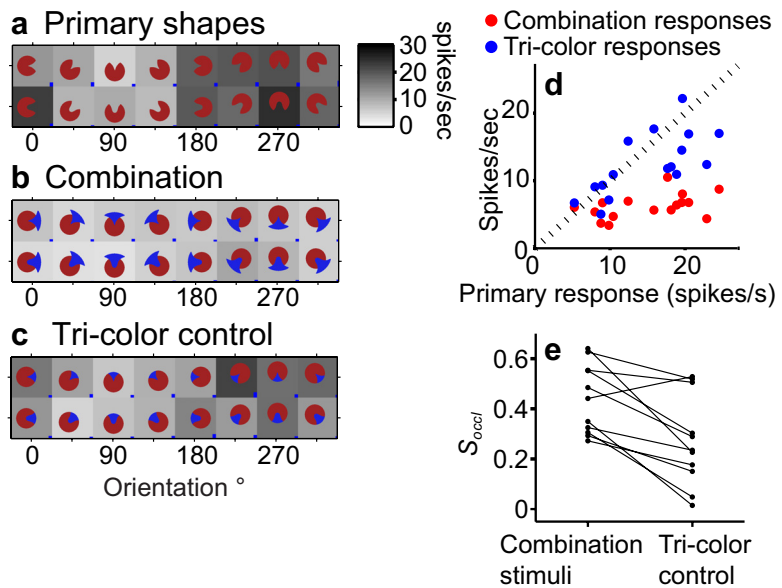 a Primary shapes
30
20
10
0
spikes/sec
0 90 180 270
b Combination
0 90 180 270
c Tri-color control
0 90 180 270
Orientation °
Combination responses
Tri-color responses
d
Spikes/sec
20
10
0
0 10 20
Primary response (spikes/s)
e
S_occl
0.6
0.4
0.2
0
Combination stimuli
Tri-color control